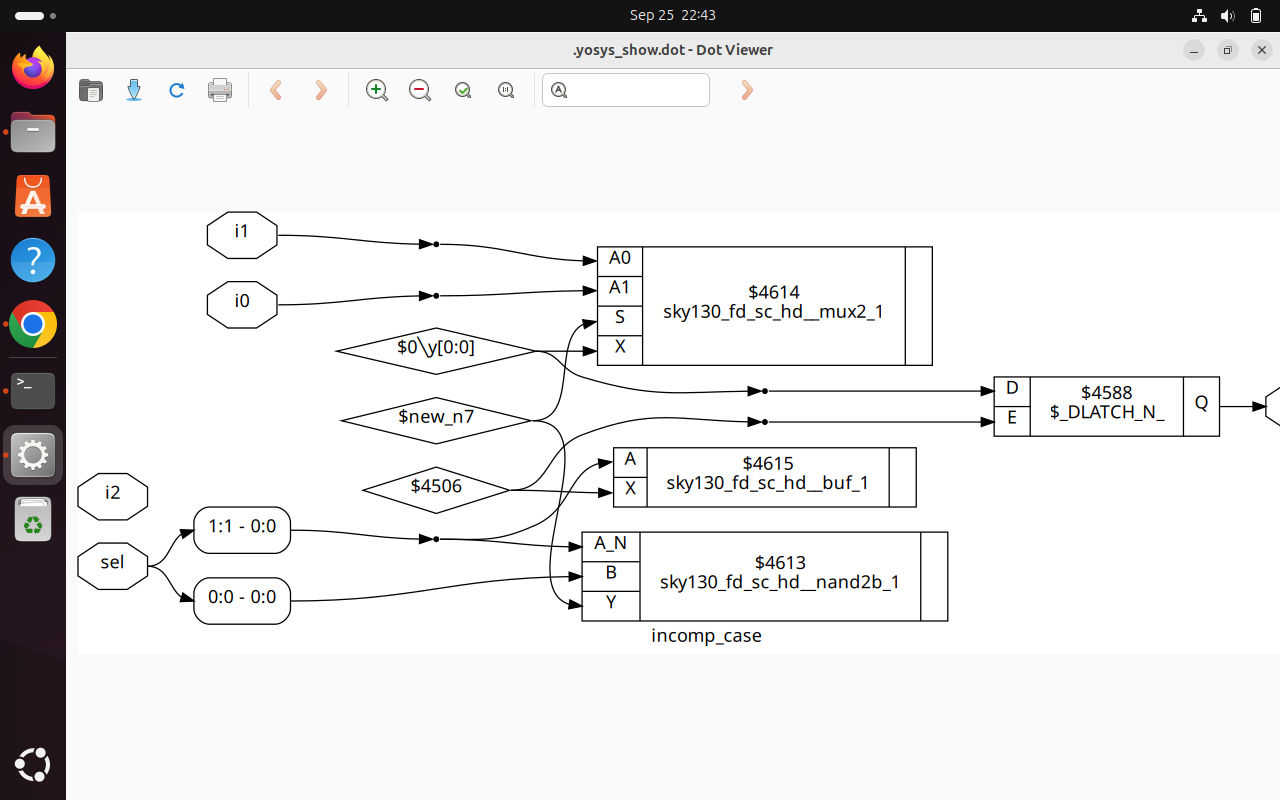 Sep 25 22:43
.yosys_show.dot - Dot Viewer
i1
i0
$0\y[0:0]
$new_n7
$4506
i2
sel
1:1 - 0:0
0:0 - 0:0
A0
A1
S
X
$4614
sky130_fd_sc_hd__mux2_1
A
X
$4615
sky130_fd_sc_hd__buf_1
A_N
B
Y
$4613
sky130_fd_sc_hd__nand2b_1
D
E
$4588
$_DLATCH_N_
Q
incomp_case